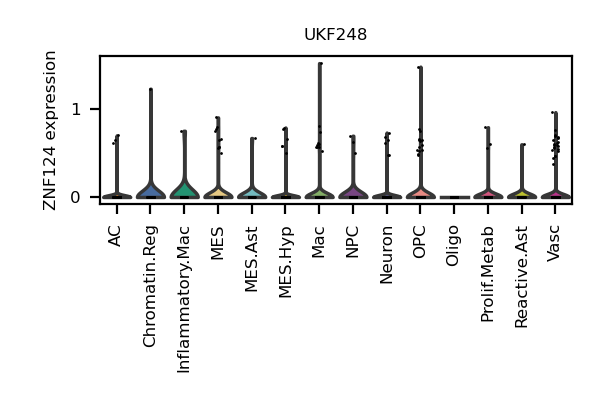 UKF248
ZNF124 expression
1
0
AC
Chromatin.Reg
Inflammatory.Mac
MES
MES.Ast
MES.Hyp
Mac
NPC
Neuron
OPC
Oligo
Prolif.Metab
Reactive.Ast
Vasc